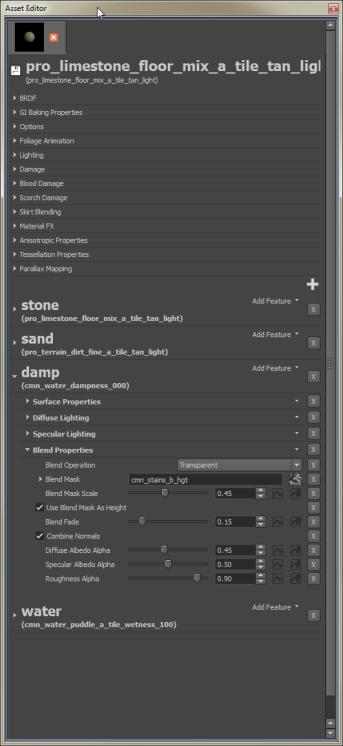 Asset Editor
pro_limestone_floor_mix_a_tile_tan_ligl
(pro_limestone_floor_mix_a_tile_tan_light)
BRDF
GI Baking Properties
Options
Foliage Animation
Lighting
Damage
Blood Damage
Scorch Damage
Skirt Blending
Material FX
Anisotropic Properties
Tessellation Properties
Parallax Mapping
stone Add Feature
(pro_limestone_floor_mix_a_tile_tan_light) X
sand
(pro_terrain_dirt_fine_a_tile_tan_light) X
damp Add Feature
(cmn_water_dampness_000) X
Surface Properties X
Diffuse Lighting X
Specular Lighting X
Blend Properties X
Blend Operation Transparent
Blend Mask cmn_stains_b_hgt
Blend Mask Scale 0.45
Use Blend Mask As Height
Blend Fade 0.15
Combine Normals
Diffuse Albedo Alpha 0.45
Specular Albedo Alpha 0.50
Roughness Alpha 0.90
water Add Feature
(cmn_water_puddle_a_tile_wetness_100) X